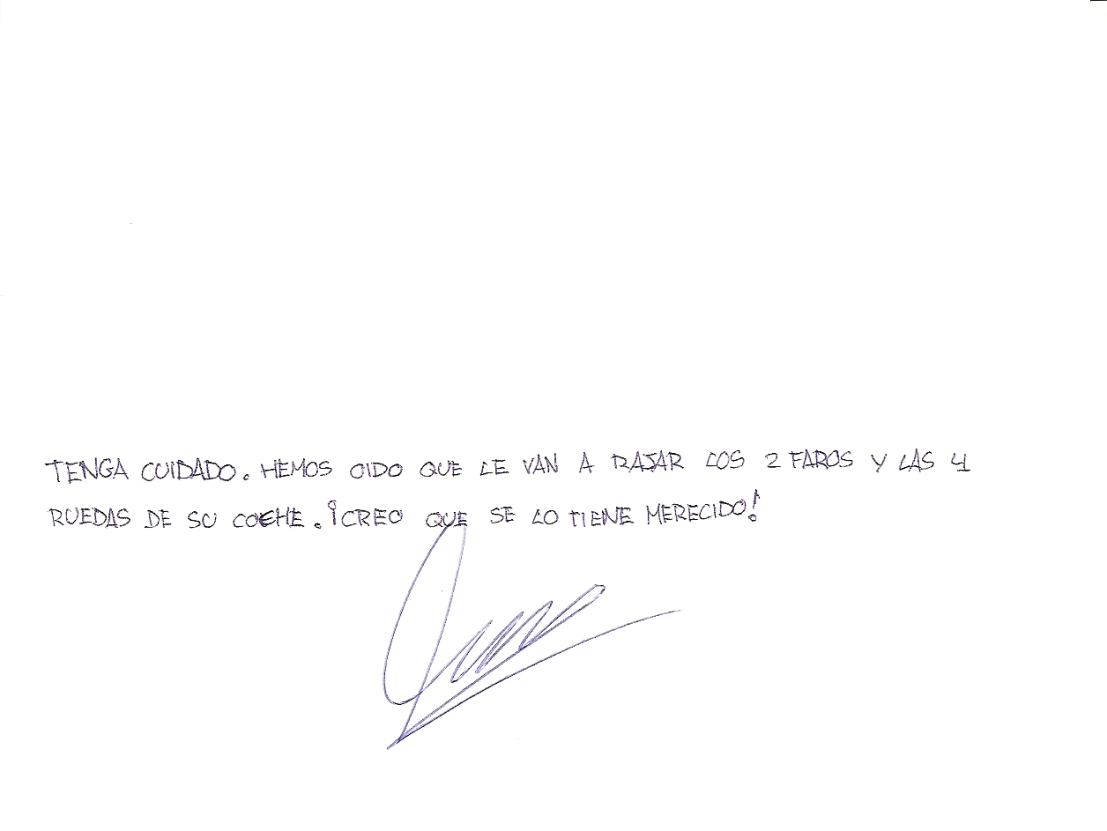 TENGA CUIDADO. HEMOS OIDO QUE LE VAN A RAJAR LOS 2 FAROS Y LAS 4
RUEDAS DE SU COCHE. ¡CREO QUE SE LO TIENE MERECIDO!